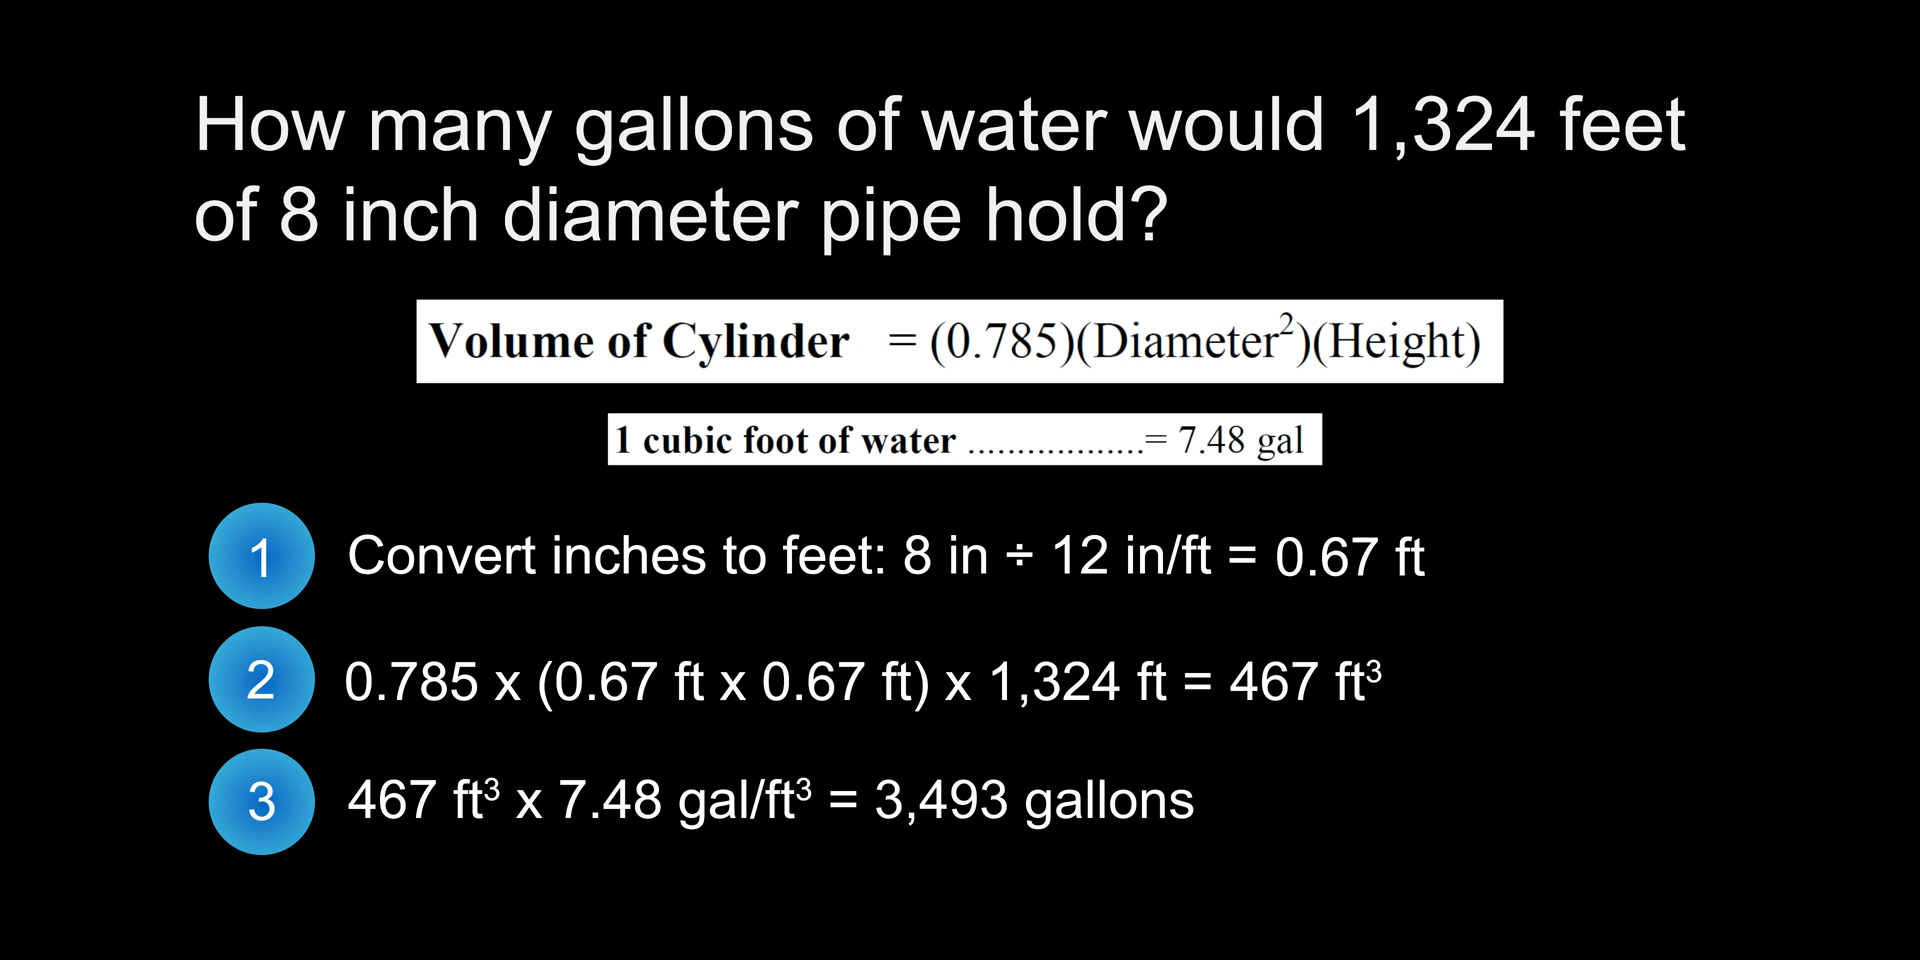 How many gallons of water would 1,324 feet
of 8 inch diameter pipe hold?
Volume of Cylinder = (0.785)(Diameter²)(Height)
1 cubic foot of water ..................= 7.48 gal
1 Convert inches to feet: 8 in ÷ 12 in/ft = 0.67 ft
2 0.785 x (0.67 ft x 0.67 ft) x 1,324 ft = 467 ft³
3 467 ft³ x 7.48 gal/ft³ = 3,493 gallons